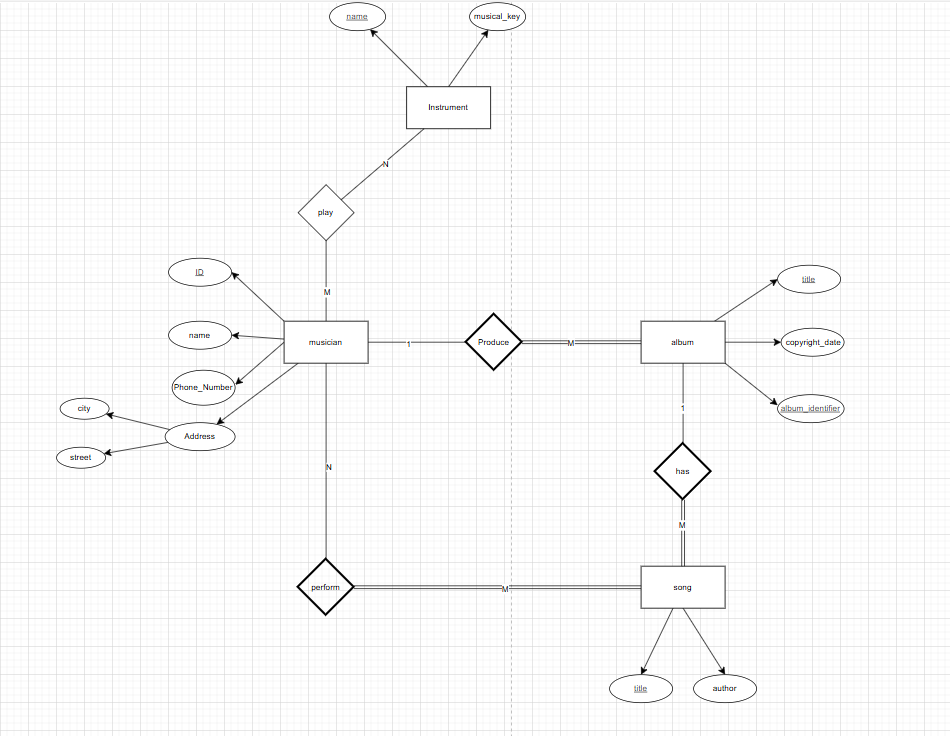 name
musical_key
Instrument
N
play
M
ID
title
name
musician
1
Produce
M
album
copyright_date
Phone_Number
city
1
album_identifier
Address
street
N
has
M
perform
M
song
title
author